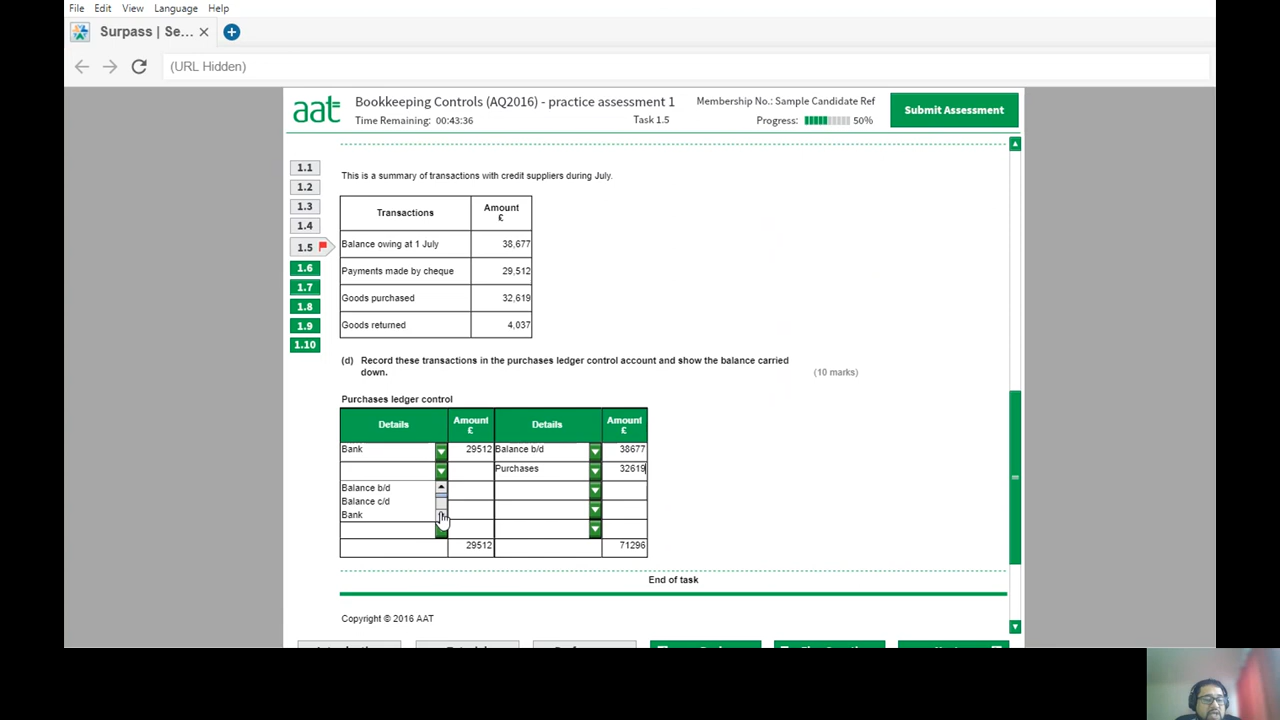 File Edit View Language Help
Surpass | Se...
(URL Hidden)
aat
Bookkeeping Controls (AQ2016) - practice assessment 1
Membership No.: Sample Candidate Ref
Submit Assessment
Time Remaining: 00:43:36
Task 1.5
Progress: 50%
1.1
1.2
1.3
1.4
1.5
1.6
1.7
1.8
1.9
1.10
This is a summary of transactions with credit suppliers during July.
Transactions Amount £
Balance owing at 1 July 38,677
Payments made by cheque 29,512
Goods purchased 32,619
Goods returned 4,037
(d) Record these transactions in the purchases ledger control account and show the balance carried
down.
(10 marks)
Purchases ledger control
Details Amount £ Details Amount £
Bank 29512 Balance b/d 38677
Purchases 32619
Balance b/d
Balance c/d
Bank
29512 71296
End of task
Copyright © 2016 AAT